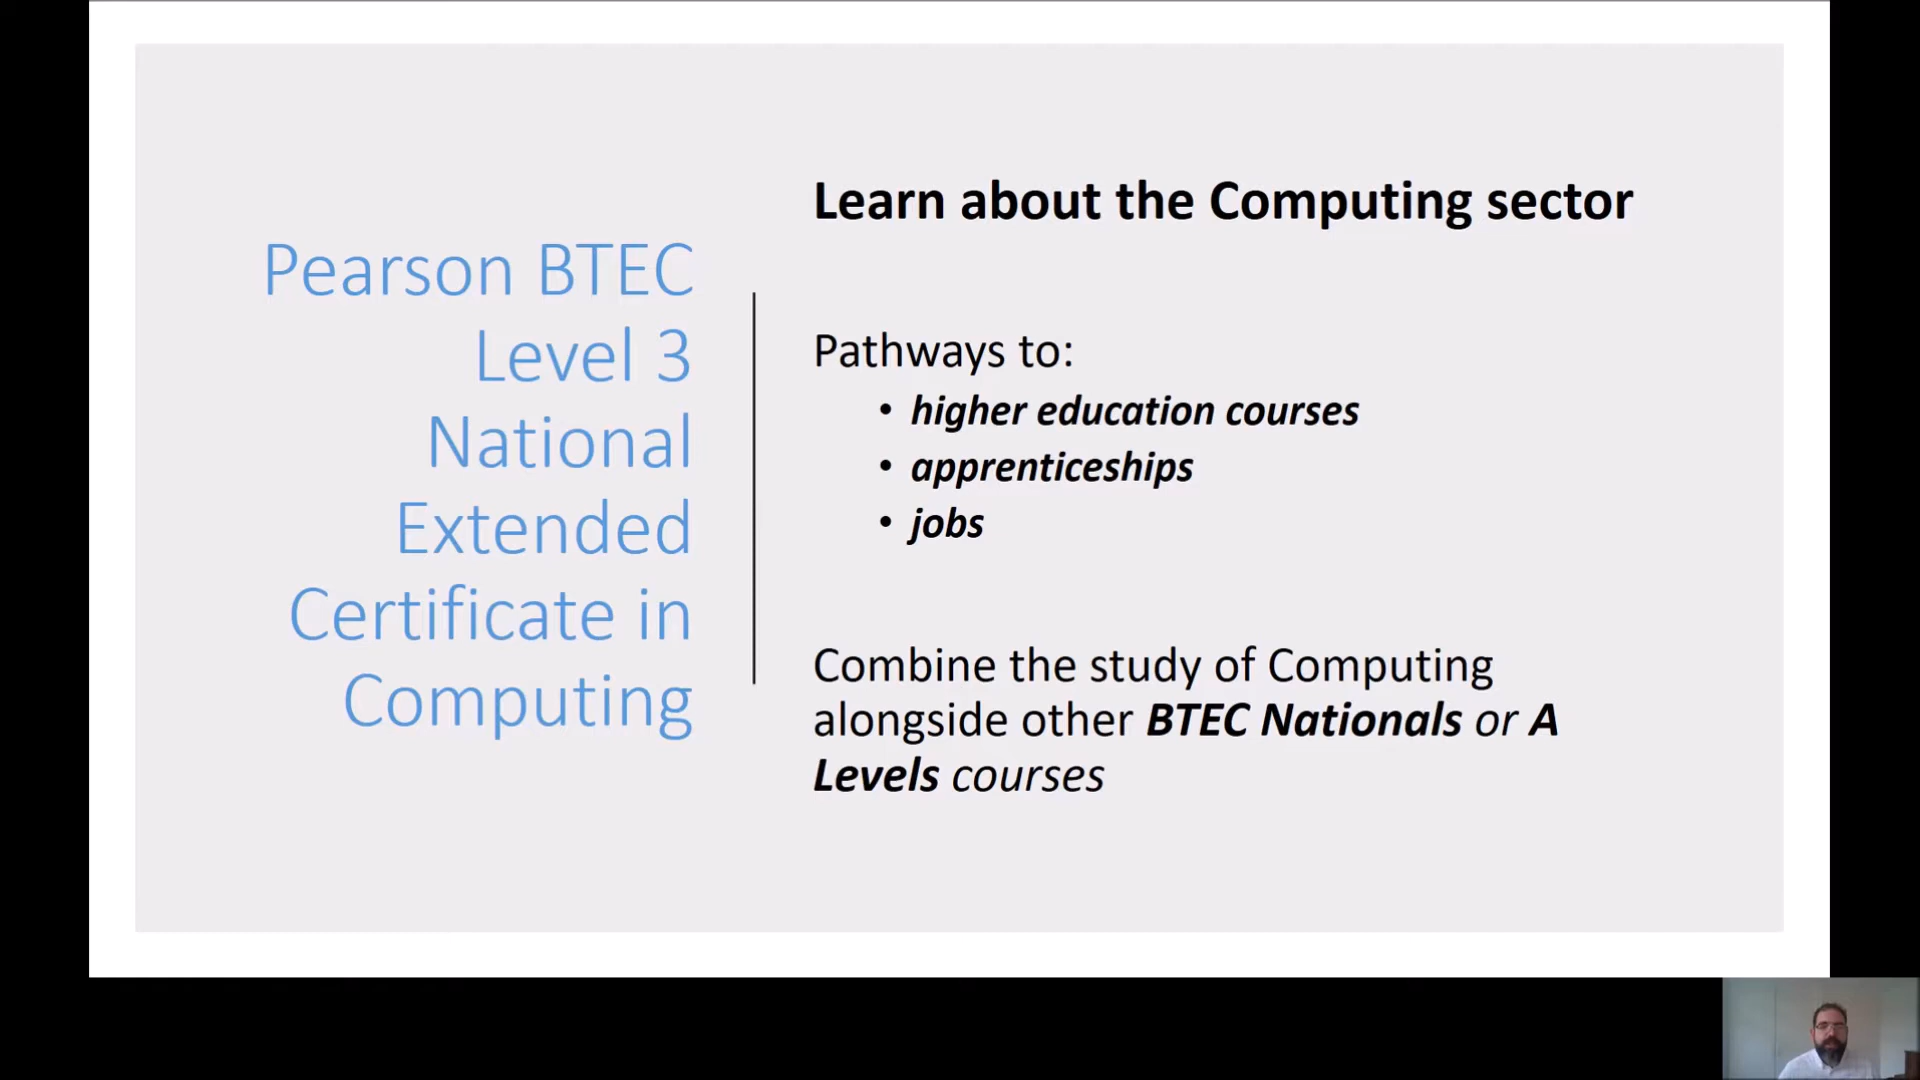 Pearson BTEC
Level 3
National
Extended
Certificate in
Computing
Learn about the Computing sector
Pathways to:
• higher education courses
• apprenticeships
• jobs
Combine the study of Computing
alongside other BTEC Nationals or A
Levels courses